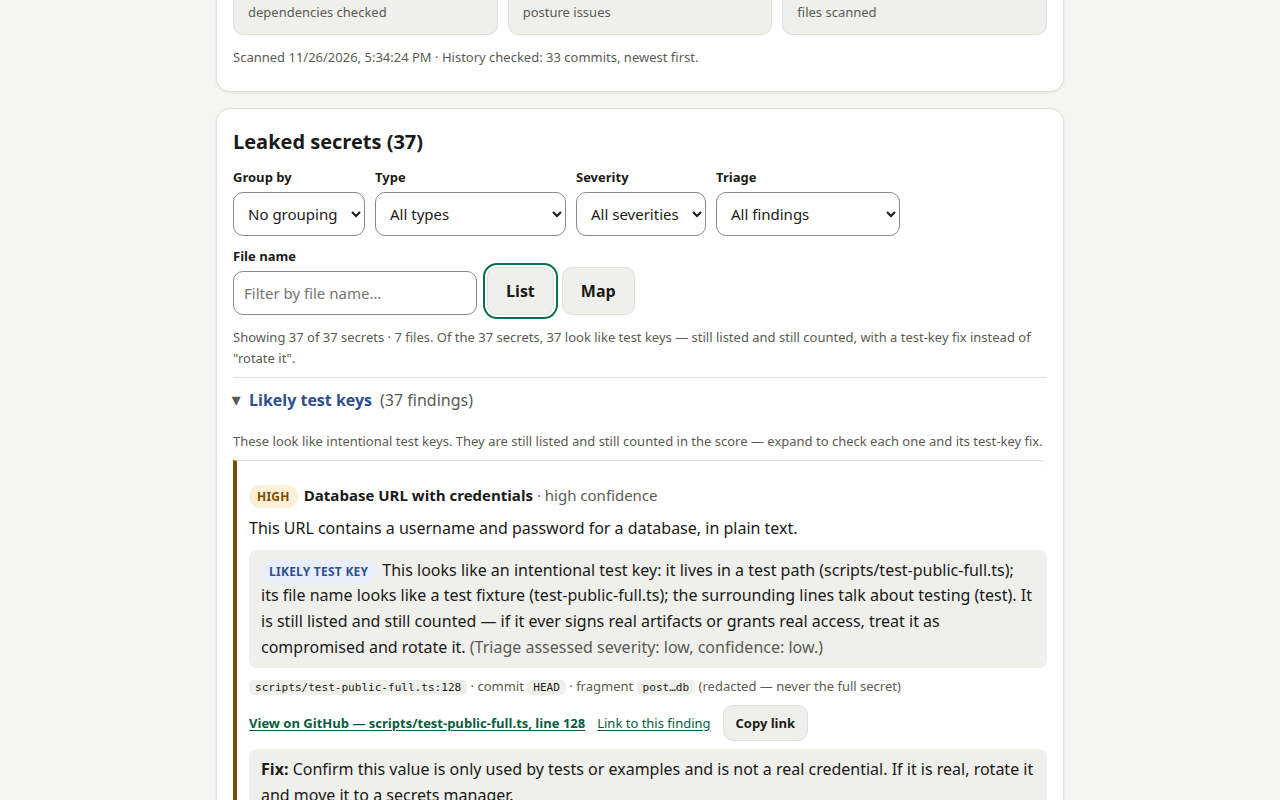 dependencies checked
posture issues
files scanned
Scanned 11/26/2026, 5:34:24 PM · History checked: 33 commits, newest first.
Leaked secrets (37)
Group by
Type
Severity
Triage
No grouping
All types
All severities
All findings
File name
Filter by file name...
List
Map
Showing 37 of 37 secrets · 7 files. Of the 37 secrets, 37 look like test keys — still listed and still counted, with a test-key fix instead of
"rotate it".
▼ Likely test keys (37 findings)
These look like intentional test keys. They are still listed and still counted in the score — expand to check each one and its test-key fix.
HIGH Database URL with credentials · high confidence
This URL contains a username and password for a database, in plain text.
LIKELY TEST KEY This looks like an intentional test key: it lives in a test path (scripts/test-public-full.ts);
its file name looks like a test fixture (test-public-full.ts); the surrounding lines talk about testing (test). It
is still listed and still counted — if it ever signs real artifacts or grants real access, treat it as
compromised and rotate it. (Triage assessed severity: low, confidence: low.)
scripts/test-public-full.ts:128 · commit HEAD · fragment post…db (redacted — never the full secret)
View on GitHub — scripts/test-public-full.ts, line 128 Link to this finding Copy link
Fix: Confirm this value is only used by tests or examples and is not a real credential. If it is real, rotate it
and move it to a secrets manager.